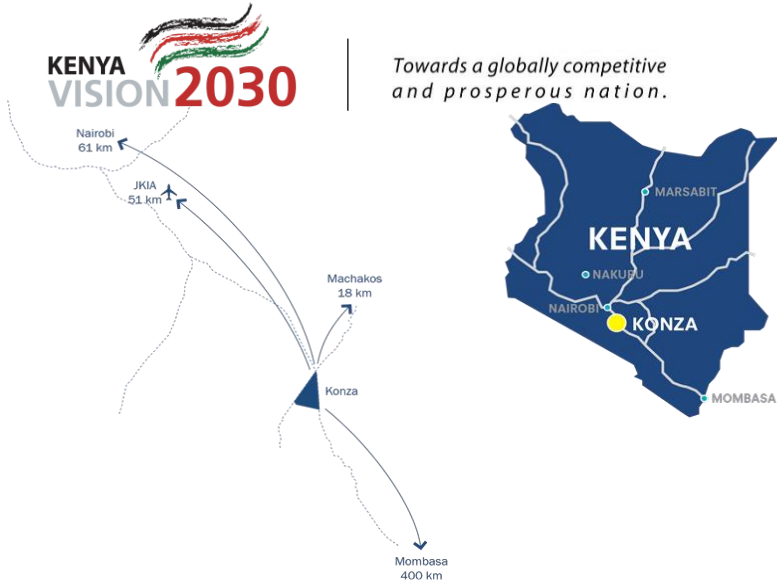 KENYA
VISION 2030
Towards a globally competitive
and prosperous nation.
Nairobi
61 km
JKIA
51 km
Machakos
18 km
Konza
Mombasa
400 km
MARSABIT
KENYA
NAKURU
NAIROBI
KONZA
MOMBASA